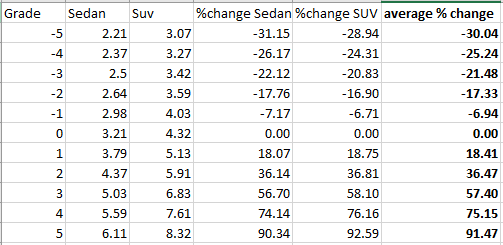 Grade Sedan Suv %change Sedan %change SUV average % change
-5 2.21 3.07 -31.15 -28.94 -30.04
-4 2.37 3.27 -26.17 -24.31 -25.24
-3 2.5 3.42 -22.12 -20.83 -21.48
-2 2.64 3.59 -17.76 -16.90 -17.33
-1 2.98 4.03 -7.17 -6.71 -6.94
0 3.21 4.32 0.00 0.00 0.00
1 3.79 5.13 18.07 18.75 18.41
2 4.37 5.91 36.14 36.81 36.47
3 5.03 6.83 56.70 58.10 57.40
4 5.59 7.61 74.14 76.16 75.15
5 6.11 8.32 90.34 92.59 91.47